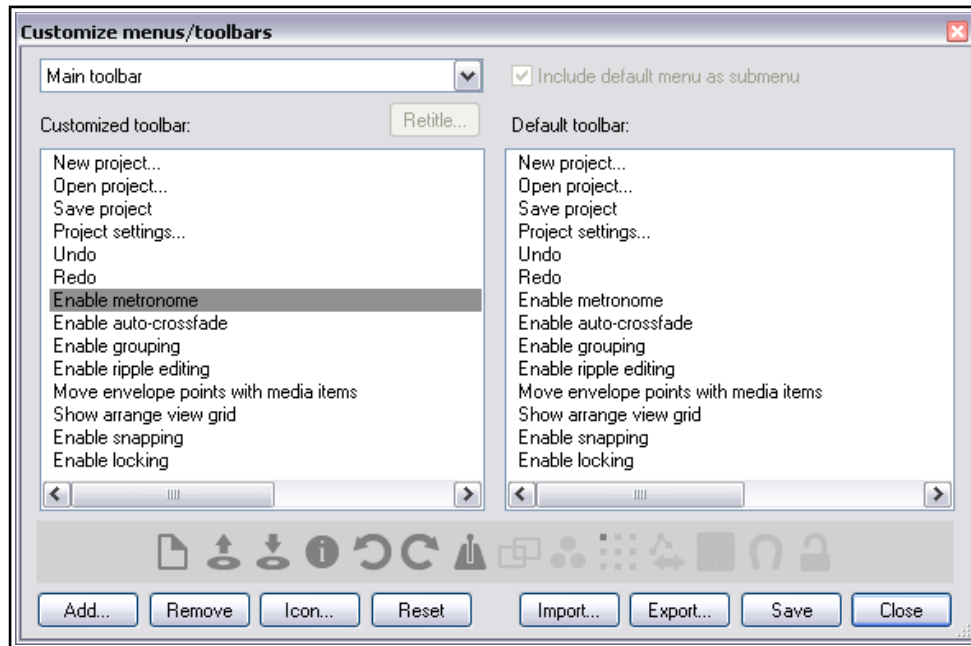 Customize menus/toolbars
Main toolbar
Include default menu as submenu
Customized toolbar:
Retitle...
Default toolbar:
New project...
Open project...
Save project
Project settings...
Undo
Redo
Enable metronome
Enable auto-crossfade
Enable grouping
Enable ripple editing
Move envelope points with media items
Show arrange view grid
Enable snapping
Enable locking
New project...
Open project...
Save project
Project settings...
Undo
Redo
Enable metronome
Enable auto-crossfade
Enable grouping
Enable ripple editing
Move envelope points with media items
Show arrange view grid
Enable snapping
Enable locking
Add...
Remove
Icon...
Reset
Import...
Export...
Save
Close